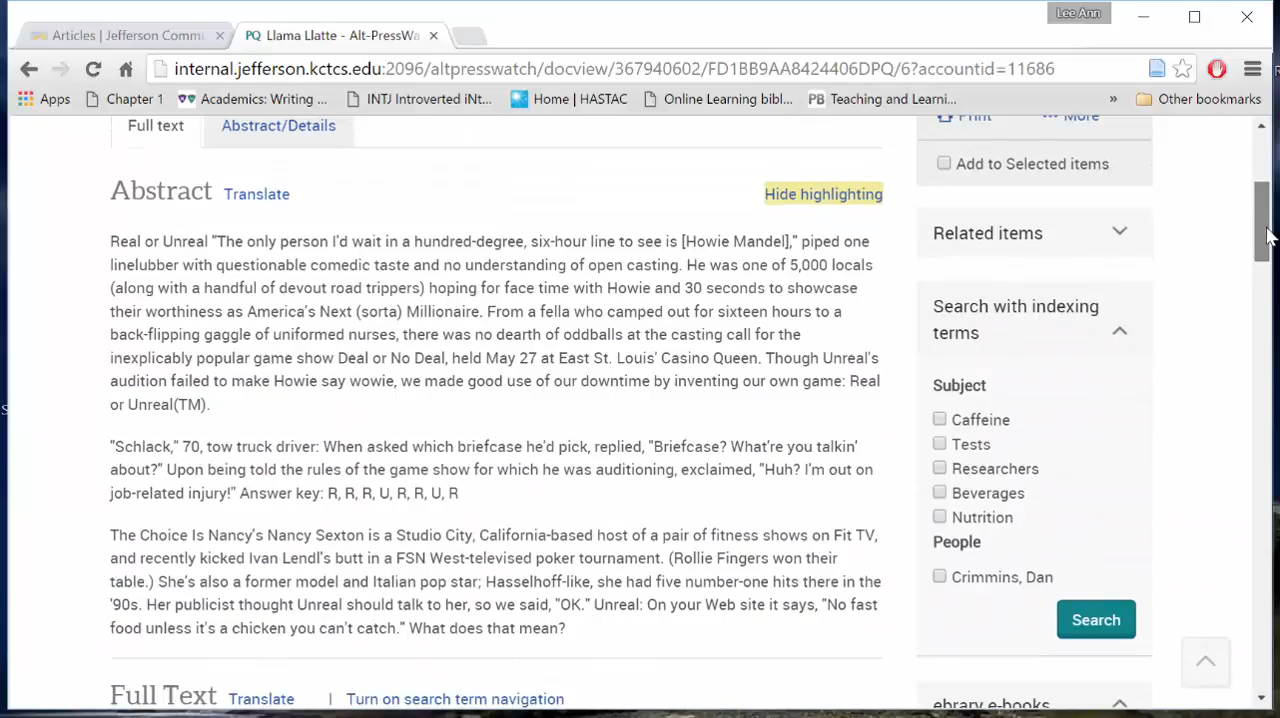 Lee Ann
Articles | Jefferson Commu
PQ Llama Llatte - Alt-PressWa
internal.jefferson.kctcs.edu:2096/altpresswatch/docview/367940602/FD1BB9AA8424406DPQ/6?accountid=11686
Apps Chapter 1 Academics: Writing ... INTJ Introverted iNt... Home | HASTAC Online Learning bibl... PB Teaching and Learni... » Other bookmarks
Full text Abstract/Details
Print ... More
Add to Selected items
Abstract Translate Hide highlighting
Real or Unreal "The only person I'd wait in a hundred-degree, six-hour line to see is [Howie Mandel]," piped one
linelubber with questionable comedic taste and no understanding of open casting. He was one of 5,000 locals
(along with a handful of devout road trippers) hoping for face time with Howie and 30 seconds to showcase
their worthiness as America's Next (sorta) Millionaire. From a fella who camped out for sixteen hours to a
back-flipping gaggle of uniformed nurses, there was no dearth of oddballs at the casting call for the
inexplicably popular game show Deal or No Deal, held May 27 at East St. Louis' Casino Queen. Though Unreal's
audition failed to make Howie say wowie, we made good use of our downtime by inventing our own game: Real
or Unreal(TM).
"Schlack," 70, tow truck driver: When asked which briefcase he'd pick, replied, "Briefcase? What're you talkin'
about?" Upon being told the rules of the game show for which he was auditioning, exclaimed, "Huh? I'm out on
job-related injury!" Answer key: R, R, R, U, R, R, U, R
The Choice Is Nancy's Nancy Sexton is a Studio City, California-based host of a pair of fitness shows on Fit TV,
and recently kicked Ivan Lendl's butt in a FSN West-televised poker tournament. (Rollie Fingers won their
table.) She's also a former model and Italian pop star; Hasselhoff-like, she had five number-one hits there in the
'90s. Her publicist thought Unreal should talk to her, so we said, "OK." Unreal: On your Web site it says, "No fast
food unless it's a chicken you can't catch." What does that mean?
Full Text Translate | Turn on search term navigation
Related items
Search with indexing
terms
Subject
Caffeine
Tests
Researchers
Beverages
Nutrition
People
Crimmins, Dan
Search
ebrary e-books